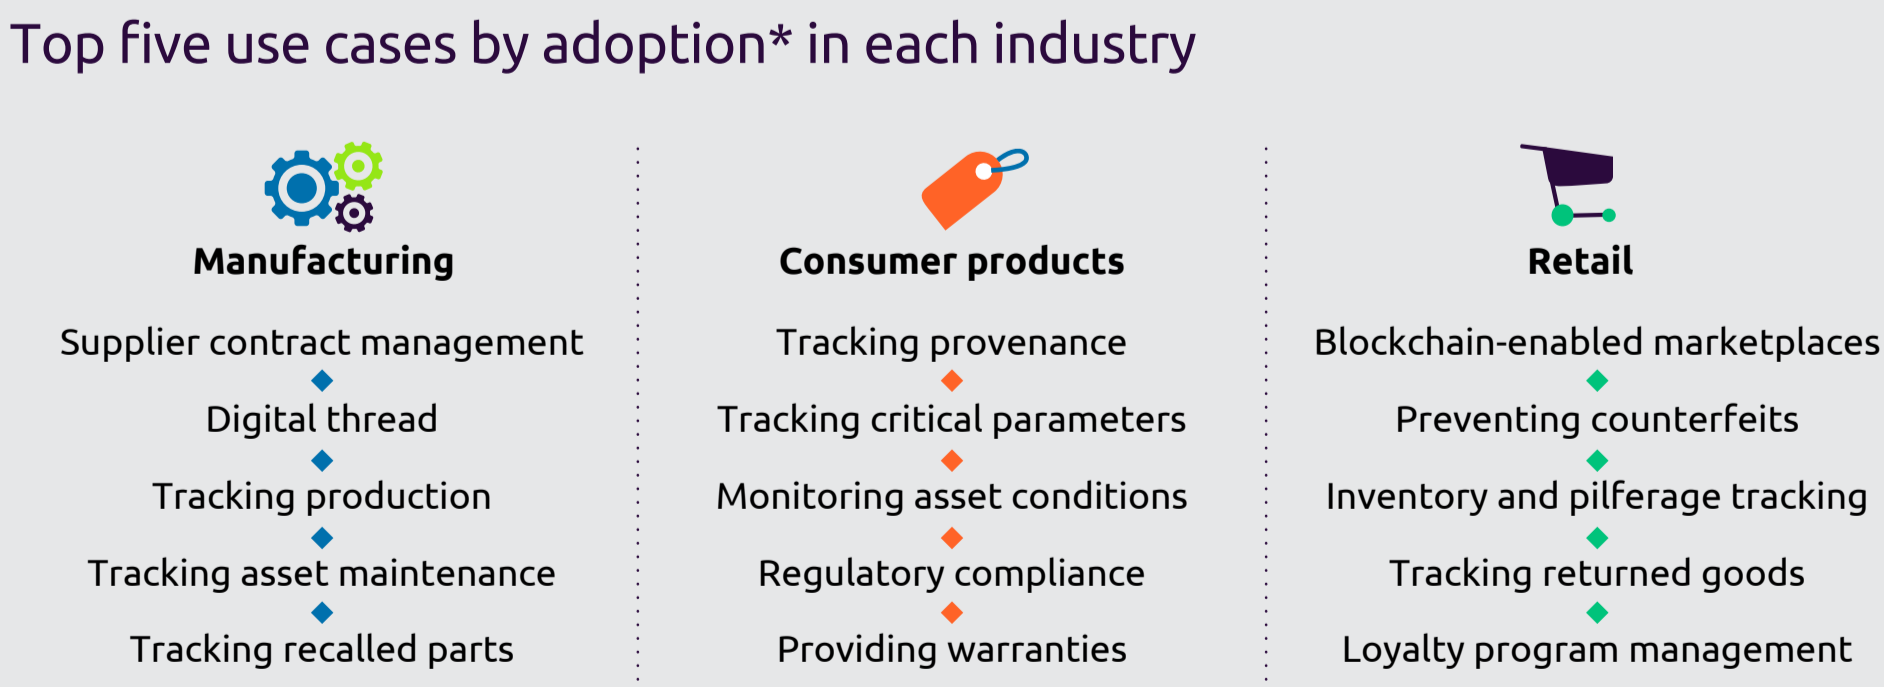 Top five use cases by adoption* in each industry
Manufacturing
Supplier contract management
Digital thread
Tracking production
Tracking asset maintenance
Tracking recalled parts
Consumer products
Tracking provenance
Tracking critical parameters
Monitoring asset conditions
Regulatory compliance
Providing warranties
Retail
Blockchain-enabled marketplaces
Preventing counterfeits
Inventory and pilferage tracking
Tracking returned goods
Loyalty program management